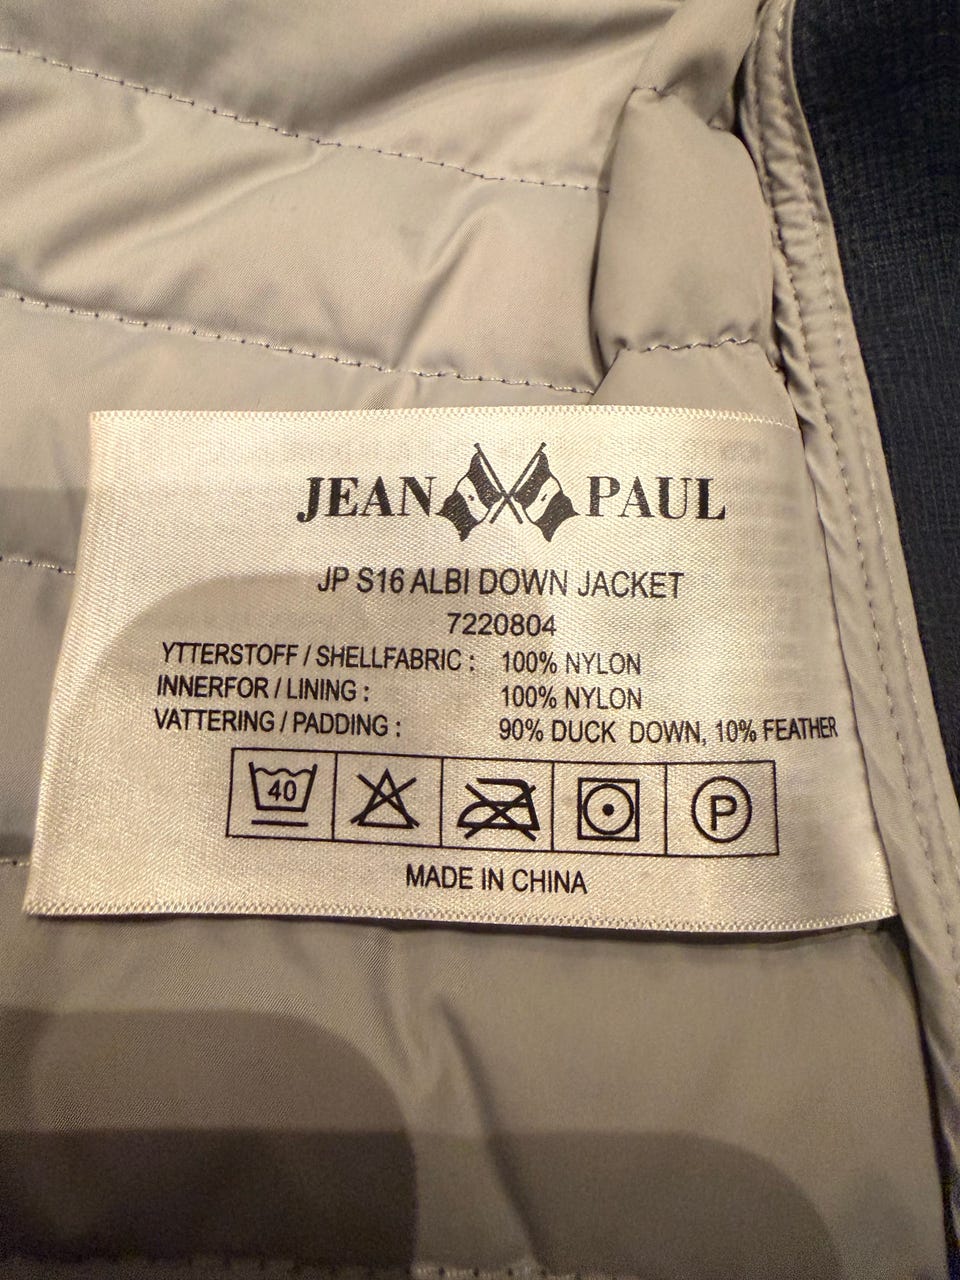 JEAN PAUL
JP S16 ALBI DOWN JACKET
7220804
YTTERSTOFF / SHELLFABRIC : 100% NYLON
INNERFOR / LINING : 100% NYLON
VATTERING / PADDING : 90% DUCK DOWN, 10% FEATHER
40 P
MADE IN CHINA